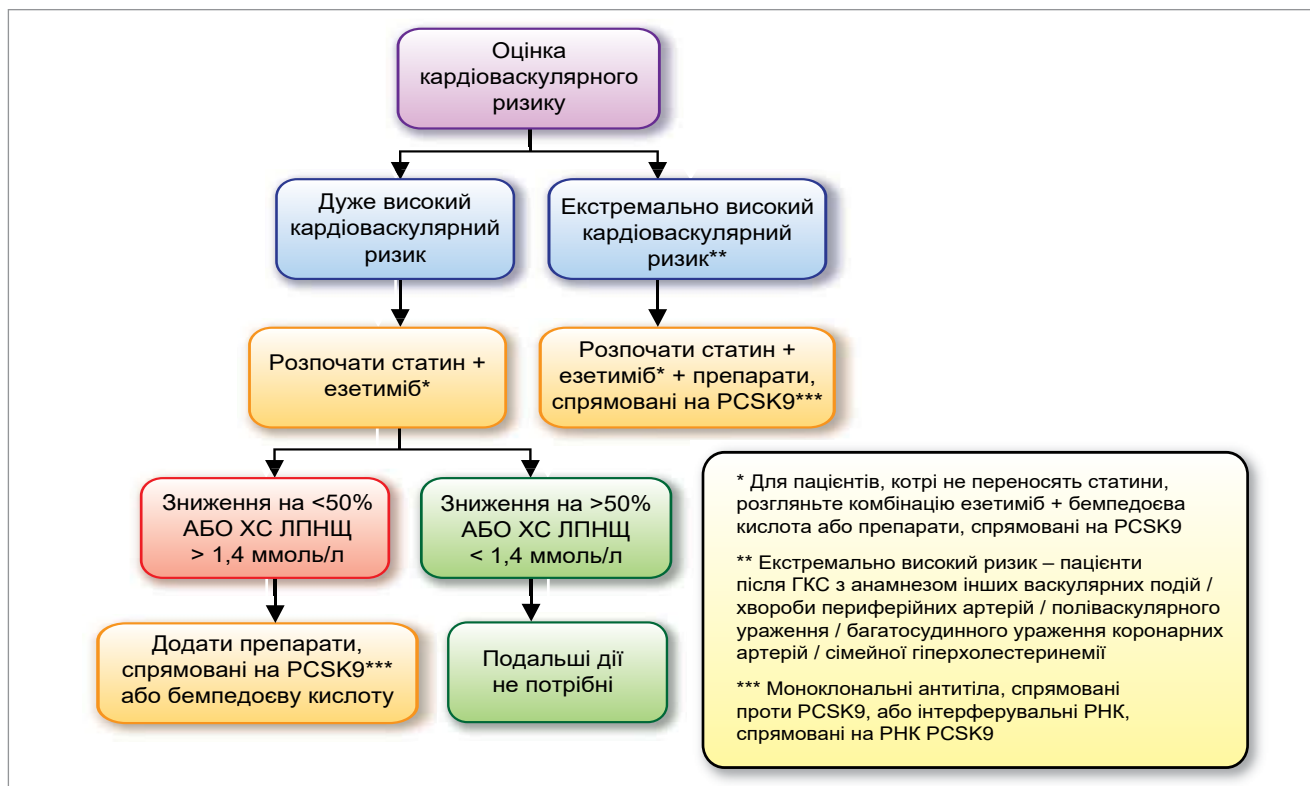 Оцінка
кардіоваскулярного
ризику
Дуже високий
кардіоваскулярний
ризик
Екстремально високий
кардіоваскулярний
ризик**
Розпочати статин +
езетиміб*
Розпочати статин +
езетиміб* + препарати,
спрямовані на PCSK9***
Зниження на <50%
АБО ХС ЛПНЩ
> 1,4 ммоль/л
Зниження на >50%
АБО ХС ЛПНЩ
< 1,4 ммоль/л
Додати препарати,
спрямовані на PCSK9***
або бемпедоєву кислоту
Подальші дії
не потрібні
* Для пацієнтів, котрі не переносять статини,
розгляньте комбінацію езетиміб + бемпедоєва
кислота або препарати, спрямовані на PCSK9
** Екстремально високий ризик – пацієнти
після ГКС з анамнезом інших васкулярних подій /
хвороби периферійних артерій / поліваскулярного
ураження / багатосудинного ураження коронарних
артерій / сімейної гіперхолестеринемії
*** Моноклональні антитіла, спрямовані
проти PCSK9, або інтерферувальні РНК,
спрямовані на РНК PCSK9